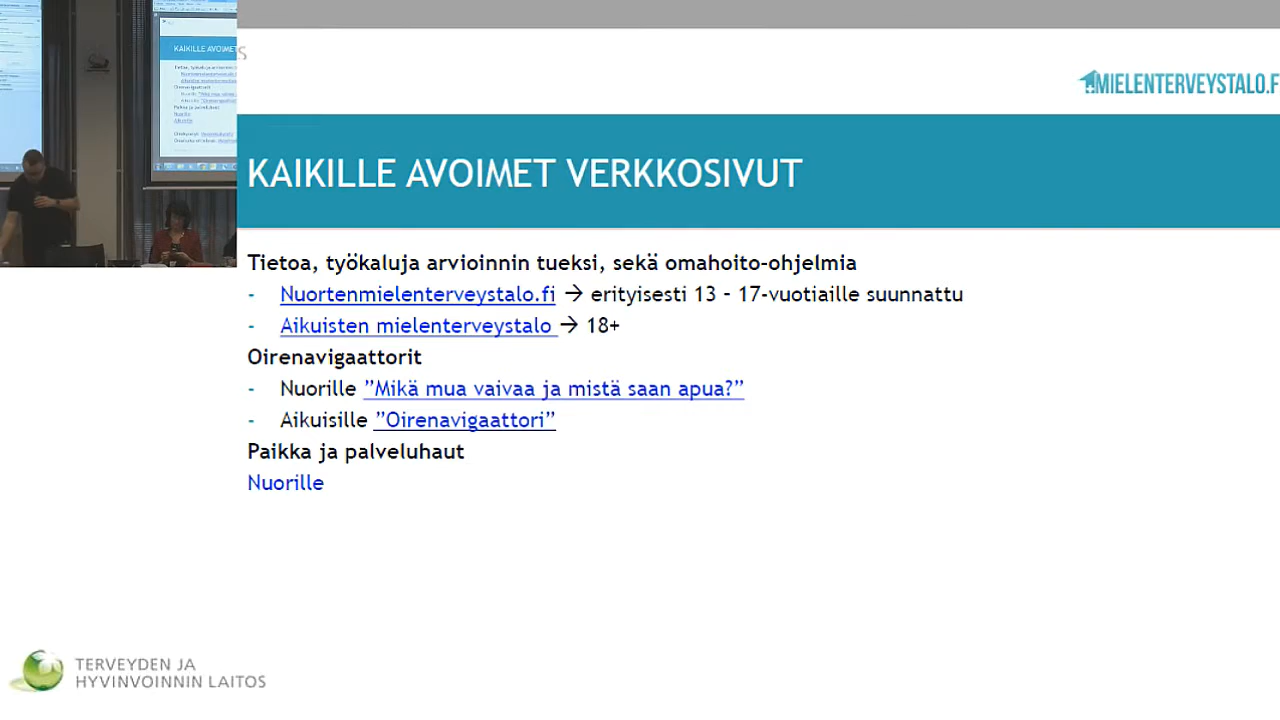 MIELENTERVEYSTALO.F
KAIKILLE AVOIMET VERKKOSIVUT
Tietoa, työkaluja arvioinnin tueksi, sekä omahoito-ohjelmia
- Nuortenmielenterveystalo.fi → erityisesti 13 – 17-vuotiaille suunnattu
- Aikuisten mielenterveystalo → 18+
Oirenavigaattorit
- Nuorille ”Mikä mua vaivaa ja mistä saan apua?”
- Aikuisille ”Oirenavigaattori”
Paikka ja palveluhaut
Nuorille
TERVEYDEN JA
HYVINVOINNIN LAITOS
KAIKILLE AVOIMET